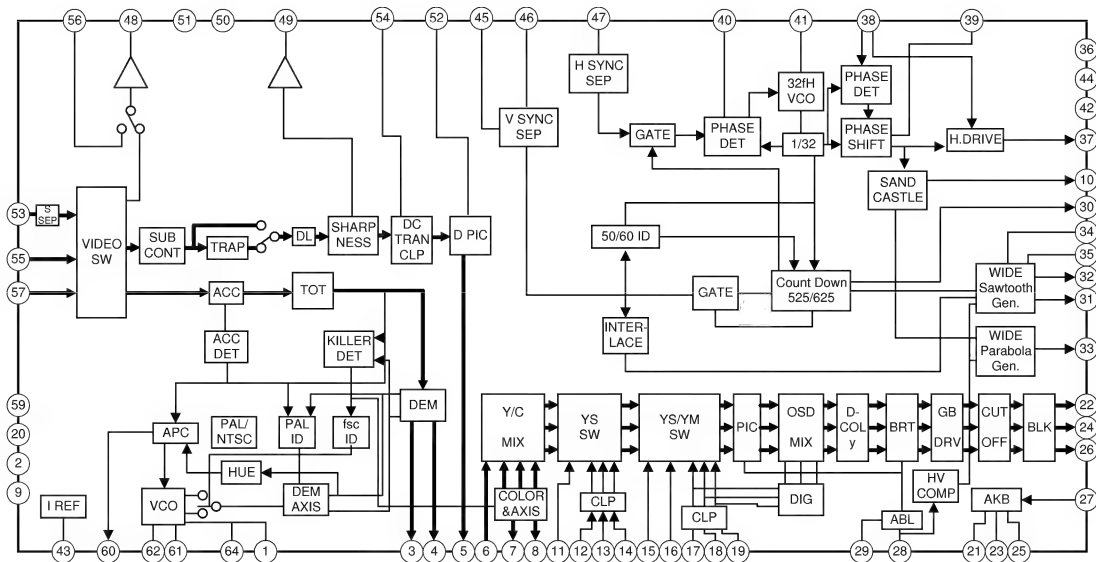 56 48 51 50 49 54 52 45 46 47 40 41 38 39
36
44
42
37
10
30
34
35
32
31
33
22
24
26
27
53
55
57
59
20
2
9
H SYNC
SEP
32fH
VCO
PHASE
DET
V SYNC
SEP
GATE
PHASE
DET
1/32
PHASE
SHIFT
H.DRIVE
SAND
CASTLE
S
SEP
VIDEO
SW
SUB
CONT
TRAP
DL
SHARP
NESS
DC
TRAN
CLP
D PIC
50/60 ID
GATE
Count Down
525/625
WIDE
Sawtooth
Gen.
ACC
TOT
INTER-
LACE
WIDE
Parabola
Gen.
ACC
DET
KILLER
DET
DEM
APC
PAL/
NTSC
PAL
ID
fsc
ID
HUE
I REF
VCO
DEM
AXIS
Y/C
MIX
YS
SW
YS/YM
SW
PIC
OSD
MIX
D-
COL
y
BRT
GB
DRV
CUT
OFF
BLK
COLOR
&AXIS
CLP
CLP
DIG
HV
COMP
ABL
AKB
43 60 62 61 64 1 3 4 5 6 7 8 11 12 13 14 15 16 17 18 19 29 28 21 23 25